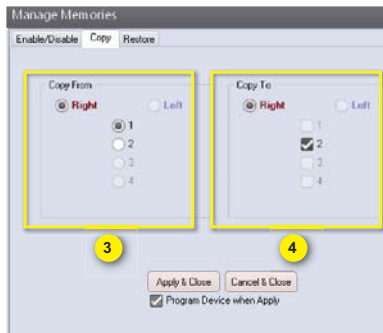 Manage Memories
Enable/Disable Copy Restore
Copy From
Right Left
1
2
3
4
Copy To
Right Left
1
2
3
4
3
4
Apply & Close Cancel & Close
Program Device when Apply